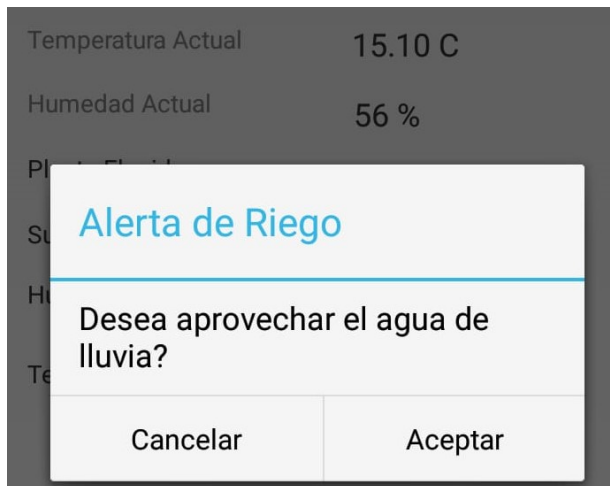 Temperatura Actual 15.10 C
Humedad Actual 56 %
Alerta de Riego
Desea aprovechar el agua de
lluvia?
Cancelar Aceptar